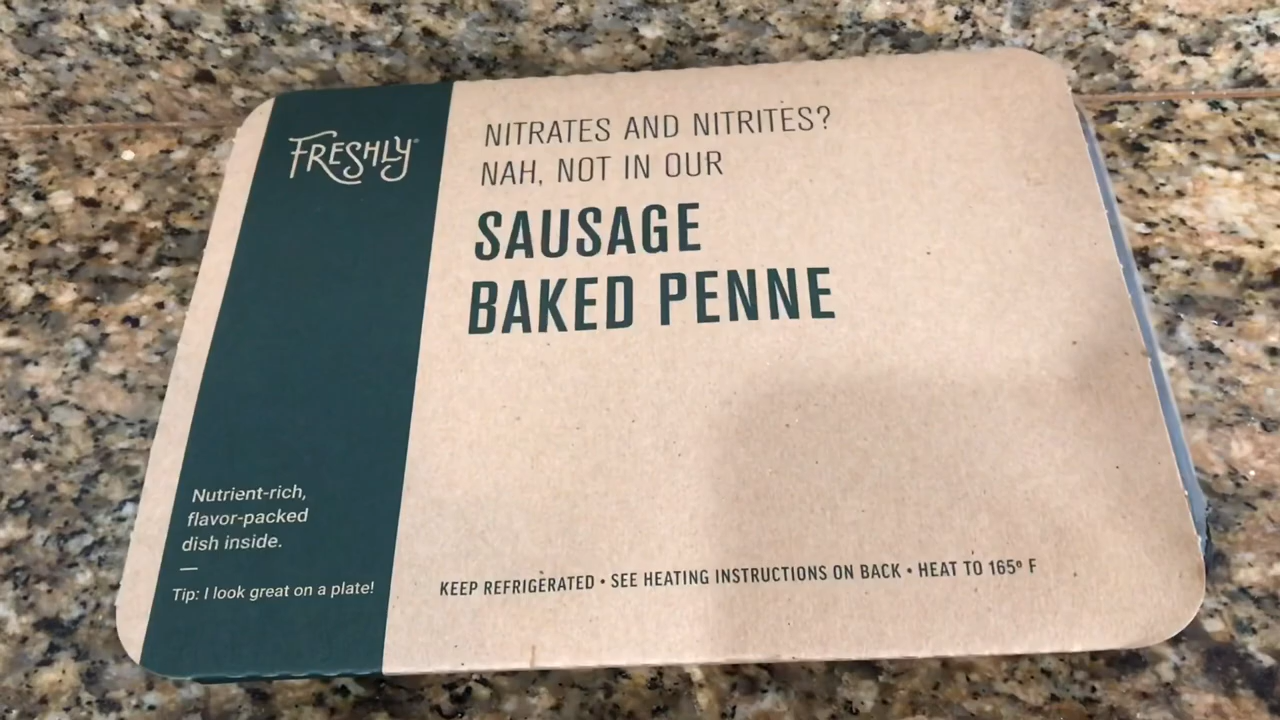 FRESHLY®
NITRATES AND NITRITES?
NAH, NOT IN OUR
SAUSAGE
BAKED PENNE
Nutrient-rich,
flavor-packed
dish inside.
Tip: I look great on a plate!
KEEP REFRIGERATED • SEE HEATING INSTRUCTIONS ON BACK • HEAT TO 165º F